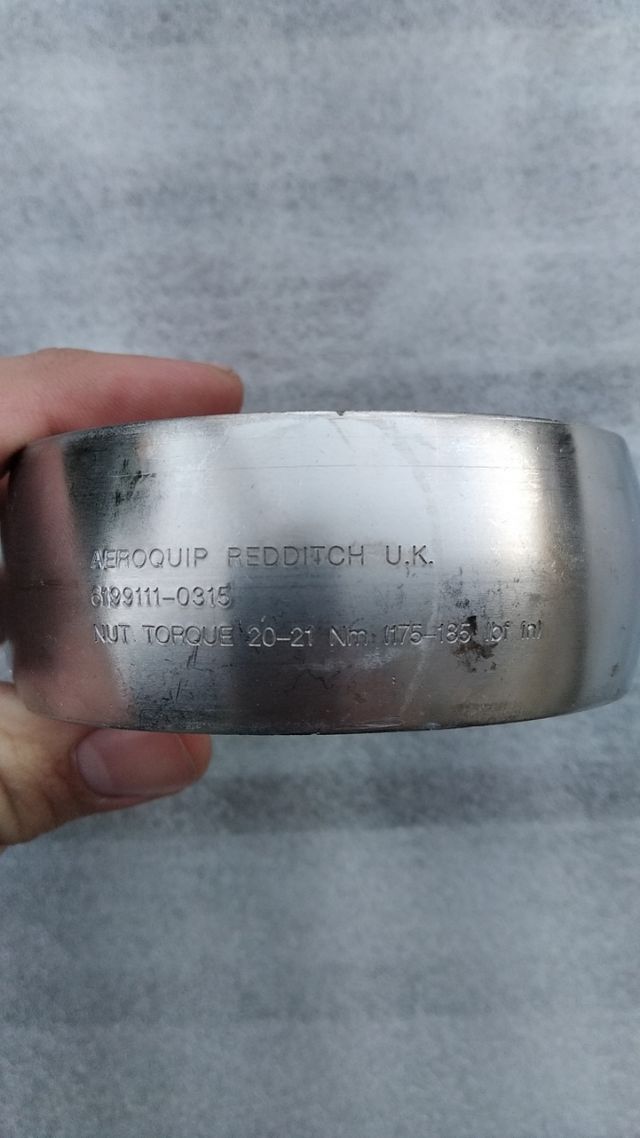 AEROQUIP REDDITCH U.K.
6199111-0315
NUT TORQUE 20-21 Nm (175-185 lbf in)